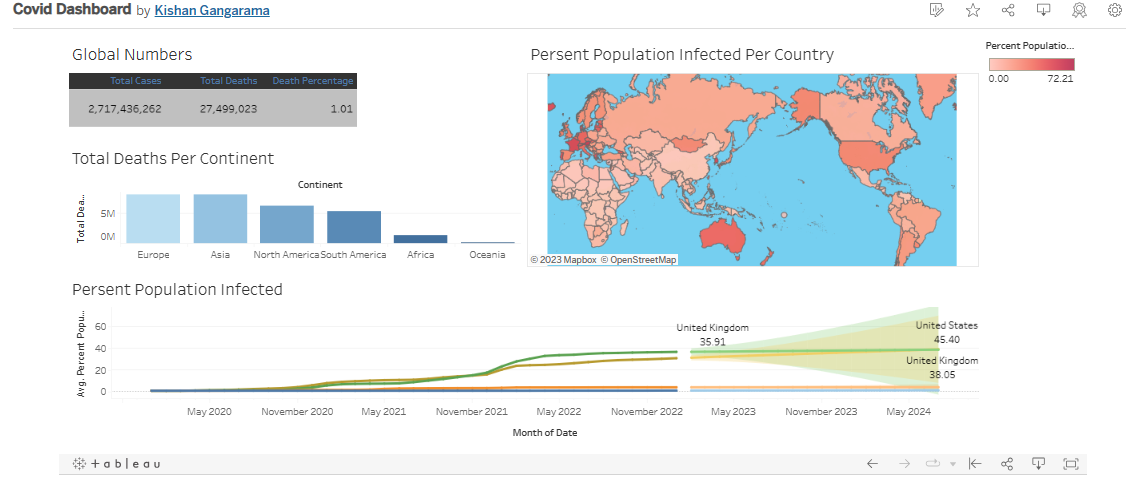 Covid Dashboard by Kishan Gangarama
Global Numbers
Total Cases Total Deaths Death Percentage
2,717,436,262 27,499,023 1.01
Persent Population Infected Per Country
Percent Populatio...
0.00 72.21
© 2023 Mapbox © OpenStreetMap
Total Deaths Per Continent
Continent
Total Dea...
5M
0M
Europe Asia North America South America Africa Oceania
Persent Population Infected
Avg. Percent Popu...
60
40
20
0
United Kingdom
35.91
United States
45.40
United Kingdom
38.05
May 2020 November 2020 May 2021 November 2021 May 2022 November 2022 May 2023 November 2023 May 2024
Month of Date
+ a b l e a u